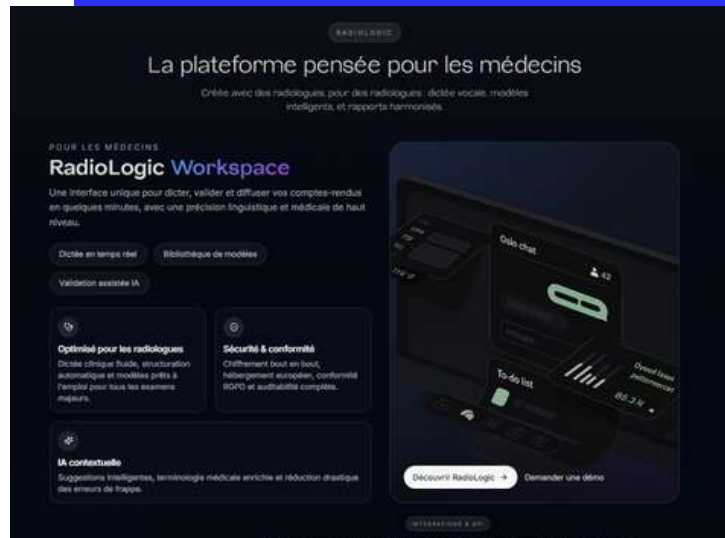 RADIOLOGIC
La plateforme pensée pour les médecins
Créée avec des radiologues, pour des radiologues : dictée vocale, modèles
intelligents, et rapports harmonisés.
POUR LES MÉDECINS
RadioLogic Workspace
Une interface unique pour dicter, valider et diffuser vos comptes-rendus
en quelques minutes, avec une précision linguistique et médicale de haut
niveau.
Dictée en temps réel
Bibliothèque de modèles
Validation assistée IA
Optimisé pour les radiologues
Dictée clinique fluide, structuration
automatique et modèles prêts à
l'emploi pour tous les examens
majeurs.
Sécurité & conformité
Chiffrement bout en bout,
hébergement européen, conformité
RGPD et auditabilité complète.
IA contextuelle
Suggestions intelligentes, terminologie médicale enrichie et réduction drastique
des erreurs de frappe.
Oslo chat
42
To-do list
85.3
Découvrir RadioLogic →
Demander une démo
INTÉGRATIONS & API